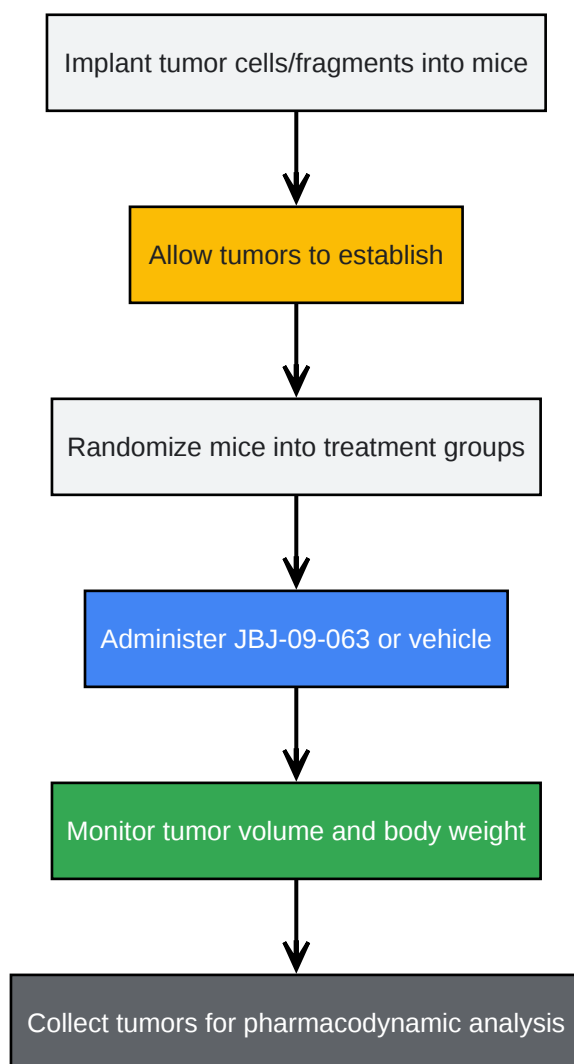 Implant tumor cells/fragments into mice
Allow tumors to establish
Randomize mice into treatment groups
Administer JBJ-09-063 or vehicle
Monitor tumor volume and body weight
Collect tumors for pharmacodynamic analysis